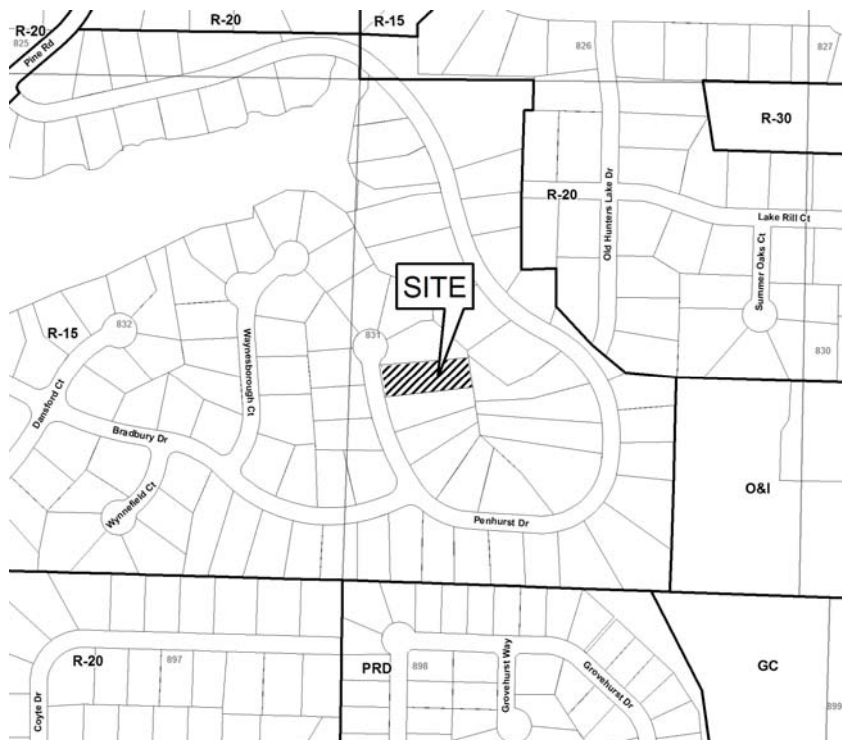 R-20
R-20
R-15
825
Pine Rd
826
827
R-30
R-20
Old Hunters Lake Dr
Lake Rill Ct
Summer Oaks Ct
SITE
831
832
R-15
830
Waynesborough Ct
Dansford Ct
Bradbury Dr
Wynnefield Ct
O&I
Penhurst Dr
R-20
897
PRD
898
Grovehurst Way
Grovehurst Dr
GC
Coyte Dr
899